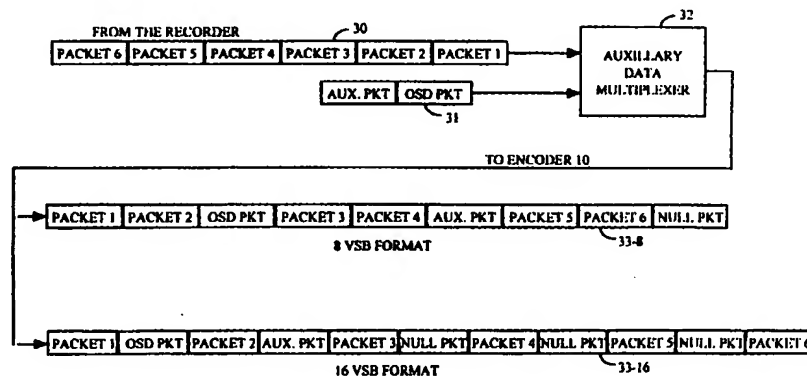 FROM THE RECORDER
30
32
PACKET 6 PACKET 5 PACKET 4 PACKET 3 PACKET 2 PACKET 1
AUXILLARY
DATA
MULTIPLEXER
AUX. PKT OSD PKT
31
TO ENCODER 10
PACKET 1 PACKET 2 OSD PKT PACKET 3 PACKET 4 AUX. PKT PACKET 5 PACKET 6 NULL PKT
8 VSB FORMAT
33-8
PACKET 1 OSD PKT PACKET 2 AUX. PKT PACKET 3 NULL PKT PACKET 4 NULL PKT PACKET 5 NULL PKT PACKET 6
16 VSB FORMAT
33-16